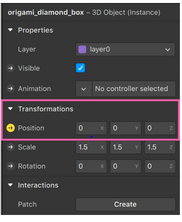 origami_diamond_box – 3D Object (Instance)
Properties
Layer layer0
Visible
Animation No controller selected
Transformations
Position 0 X 0 Y 0 Z
Scale 1.5 X 1.5 Y 1.5 Z
Rotation 0 X 0 Y 0 Z
Interactions
Patch Create